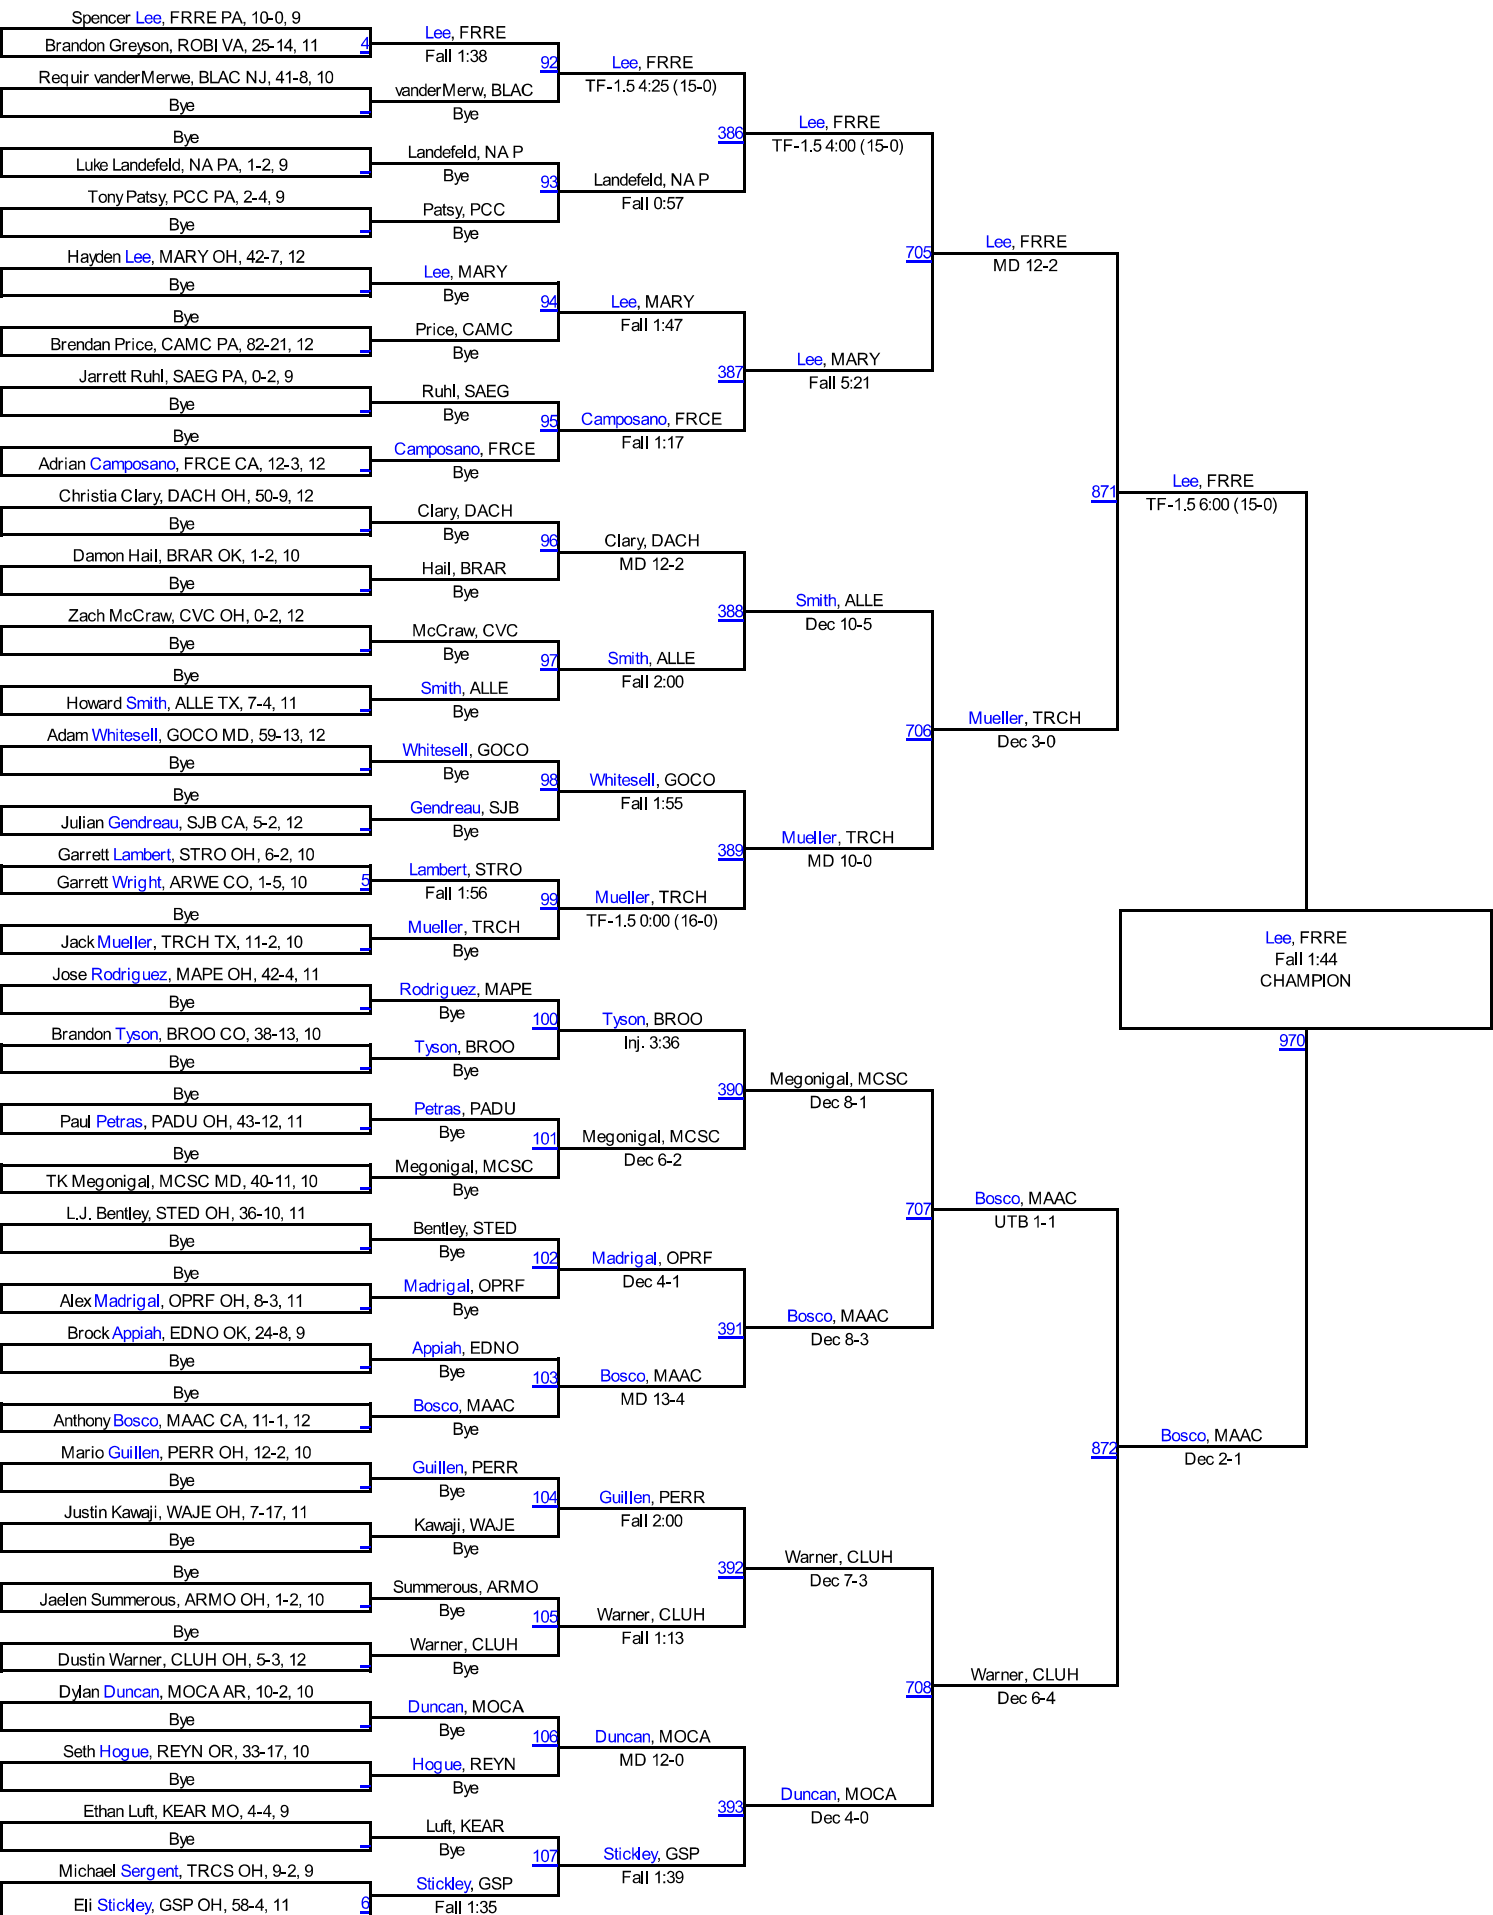 Spencer Lee, FRRE PA, 10-0, 9
Brandon Greyson, ROBI VA, 25-14, 11
4
Requir vanderMerwe, BLAC NJ, 41-8, 10
Bye
Bye
Luke Landefeld, NA PA, 1-2, 9
Tony Patsy, PCC PA, 2-4, 9
Bye
Hayden Lee, MARY OH, 42-7, 12
Bye
Bye
Brendan Price, CAMC PA, 82-21, 12
Jarrett Ruhl, SAEG PA, 0-2, 9
Bye
Bye
Adrian Camposano, FRCE CA, 12-3, 12
Christia Clary, DACH OH, 50-9, 12
Bye
Damon Hail, BRAR OK, 1-2, 10
Bye
Zach McCraw, CVC OH, 0-2, 12
Bye
Bye
Howard Smith, ALLE TX, 7-4, 11
Adam Whitesell, GOCO MD, 59-13, 12
Bye
Bye
Julian Gendreau, SJB CA, 5-2, 12
Garrett Lambert, STRO OH, 6-2, 10
Garrett Wright, ARWE CO, 1-5, 10
5
Bye
Jack Mueller, TRCH TX, 11-2, 10
Jose Rodriguez, MAPE OH, 42-4, 11
Bye
Brandon Tyson, BROO CO, 38-13, 10
Bye
Bye
Paul Petras, PADU OH, 43-12, 11
Bye
TK Megonigal, MCSC MD, 40-11, 10
L.J. Bentley, STED OH, 36-10, 11
Bye
Bye
Alex Madrigal, OPRF OH, 8-3, 11
Brock Appiah, EDNO OK, 24-8, 9
Bye
Bye
Anthony Bosco, MAAC CA, 11-1, 12
Mario Guillen, PERR OH, 12-2, 10
Bye
Justin Kawaji, WAJE OH, 7-17, 11
Bye
Bye
Jaelen Summerous, ARMO OH, 1-2, 10
Bye
Dustin Warner, CLUH OH, 5-3, 12
Dylan Duncan, MOCA AR, 10-2, 10
Bye
Seth Hogue, REYN OR, 33-17, 10
Bye
Ethan Luft, KEAR MO, 4-4, 9
Bye
Michael Sergent, TRCS OH, 9-2, 9
Eli Stickley, GSP OH, 58-4, 11
6
Lee, FRRE
Fall 1:38
92
vanderMerw, BLAC
Bye
Landefeld, NA P
Bye
93
Patsy, PCC
Bye
Lee, MARY
Bye
94
Price, CAMC
Bye
Ruhl, SAEG
Bye
95
Camposano, FRCE
Bye
Clary, DACH
Bye
96
Hail, BRAR
Bye
McCraw, CVC
Bye
97
Smith, ALLE
Bye
Whitesell, GOCO
Bye
98
Gendreau, SJB
Bye
Lambert, STRO
Fall 1:56
99
Mueller, TRCH
Bye
Rodriguez, MAPE
Bye
100
Tyson, BROO
Bye
Petras, PADU
Bye
101
Megonigal, MCSC
Bye
Bentley, STED
Bye
102
Madrigal, OPRF
Bye
Appiah, EDNO
Bye
103
Bosco, MAAC
Bye
Guillen, PERR
Bye
104
Kawaji, WAJE
Bye
Summerous, ARMO
Bye
105
Warner, CLUH
Bye
Duncan, MOCA
Bye
106
Hogue, REYN
Bye
Luft, KEAR
Bye
107
Stickley, GSP
Fall 1:35
Lee, FRRE
TF-1.5 4:25 (15-0)
386
Landefeld, NA P
Fall 0:57
Lee, MARY
Fall 1:47
387
Camposano, FRCE
Fall 1:17
Clary, DACH
MD 12-2
388
Smith, ALLE
Fall 2:00
Whitesell, GOCO
Fall 1:55
389
Mueller, TRCH
TF-1.5 0:00 (16-0)
Tyson, BROO
Inj. 3:36
390
Megonigal, MCSC
Dec 6-2
Madrigal, OPRF
Dec 4-1
391
Bosco, MAAC
MD 13-4
Guillen, PERR
Fall 2:00
392
Warner, CLUH
Fall 1:13
Duncan, MOCA
MD 12-0
393
Stickley, GSP
Fall 1:39
Lee, FRRE
TF-1.5 4:00 (15-0)
705
Lee, MARY
Fall 5:21
Smith, ALLE
Dec 10-5
706
Mueller, TRCH
MD 10-0
Megonigal, MCSC
Dec 8-1
707
Bosco, MAAC
Dec 8-3
Warner, CLUH
Dec 7-3
708
Duncan, MOCA
Dec 4-0
Lee, FRRE
MD 12-2
871
Mueller, TRCH
Dec 3-0
Bosco, MAAC
UTB 1-1
872
Warner, CLUH
Dec 6-4
Lee, FRRE
TF-1.5 6:00 (15-0)
Bosco, MAAC
Dec 2-1
Lee, FRRE
Fall 1:44
CHAMPION
970